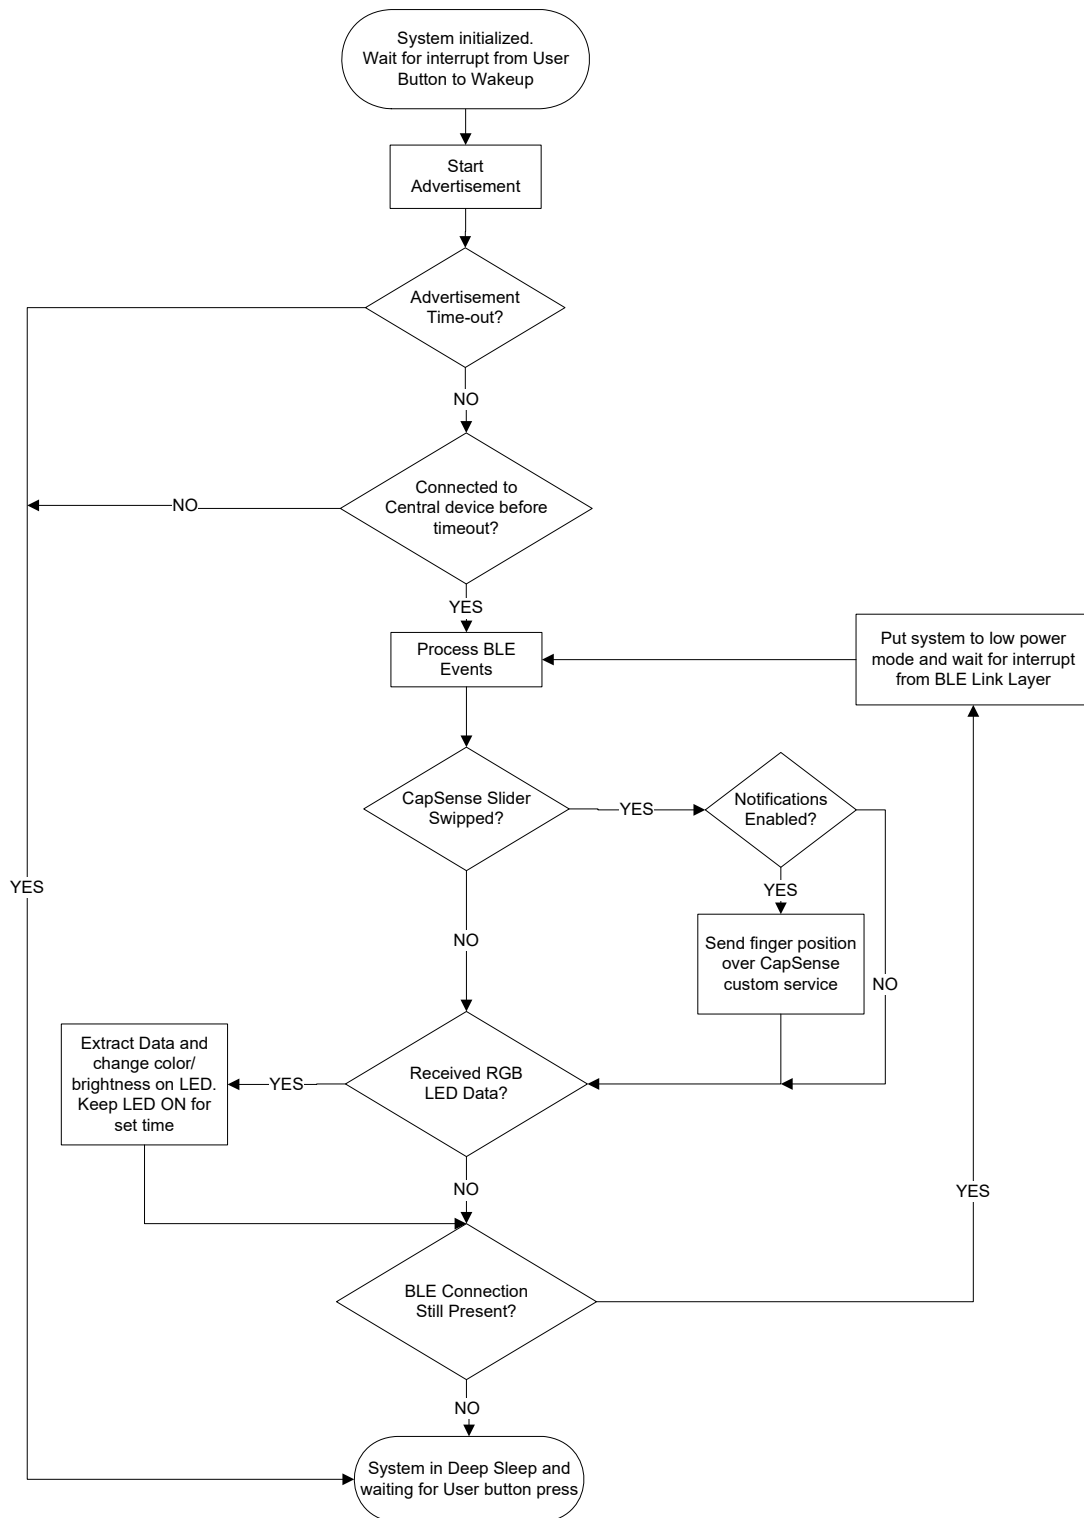 System initialized.
Wait for interrupt from User
Button to Wakeup
Start
Advertisement
Advertisement
Time-out?
NO
Connected to
Central device before
timeout?
NO
YES
Process BLE
Events
Put system to low power
mode and wait for interrupt
from BLE Link Layer
CapSense Slider
Swipped?
YES
Notifications
Enabled?
YES
YES
NO
Send finger position
over CapSense
custom service
NO
Extract Data and
change color/
brightness on LED.
Keep LED ON for
set time
YES
Received RGB
LED Data?
NO
YES
BLE Connection
Still Present?
NO
System in Deep Sleep and
waiting for User button press